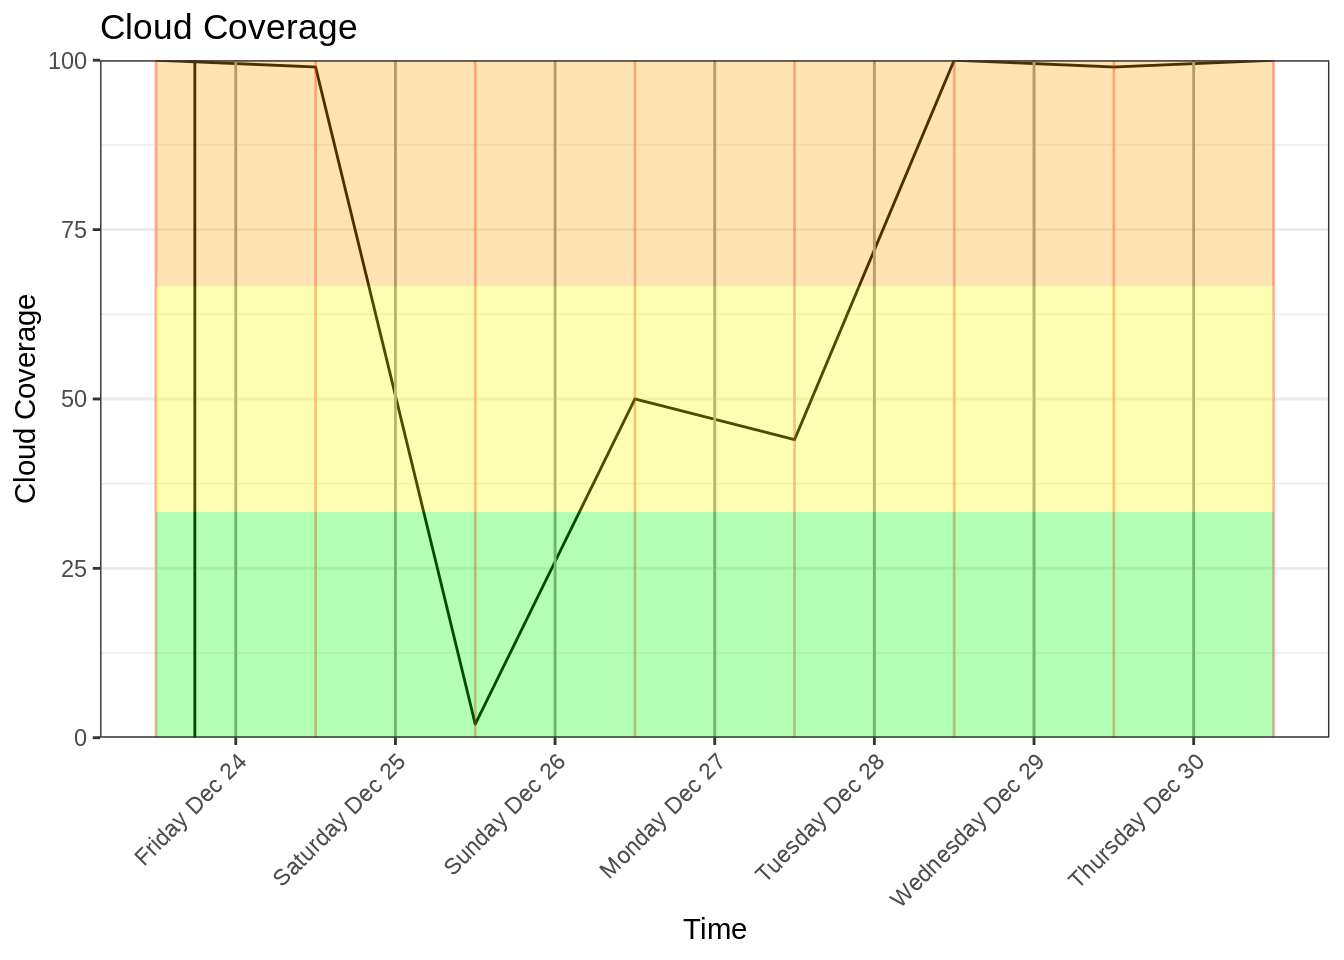 Cloud Coverage
Cloud Coverage
100
75
50
25
0
Friday Dec 24
Saturday Dec 25
Sunday Dec 26
Monday Dec 27
Tuesday Dec 28
Wednesday Dec 29
Thursday Dec 30
Time